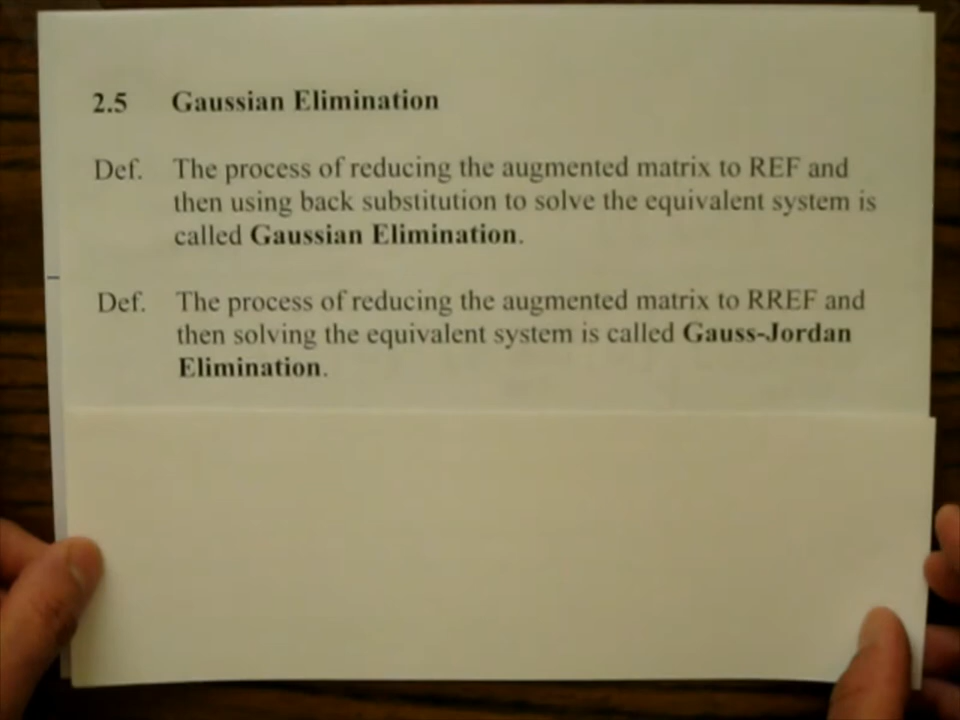 2.5 Gaussian Elimination
Def. The process of reducing the augmented matrix to REF and
then using back substitution to solve the equivalent system is
called Gaussian Elimination.
Def. The process of reducing the augmented matrix to RREF and
then solving the equivalent system is called Gauss-Jordan
Elimination.